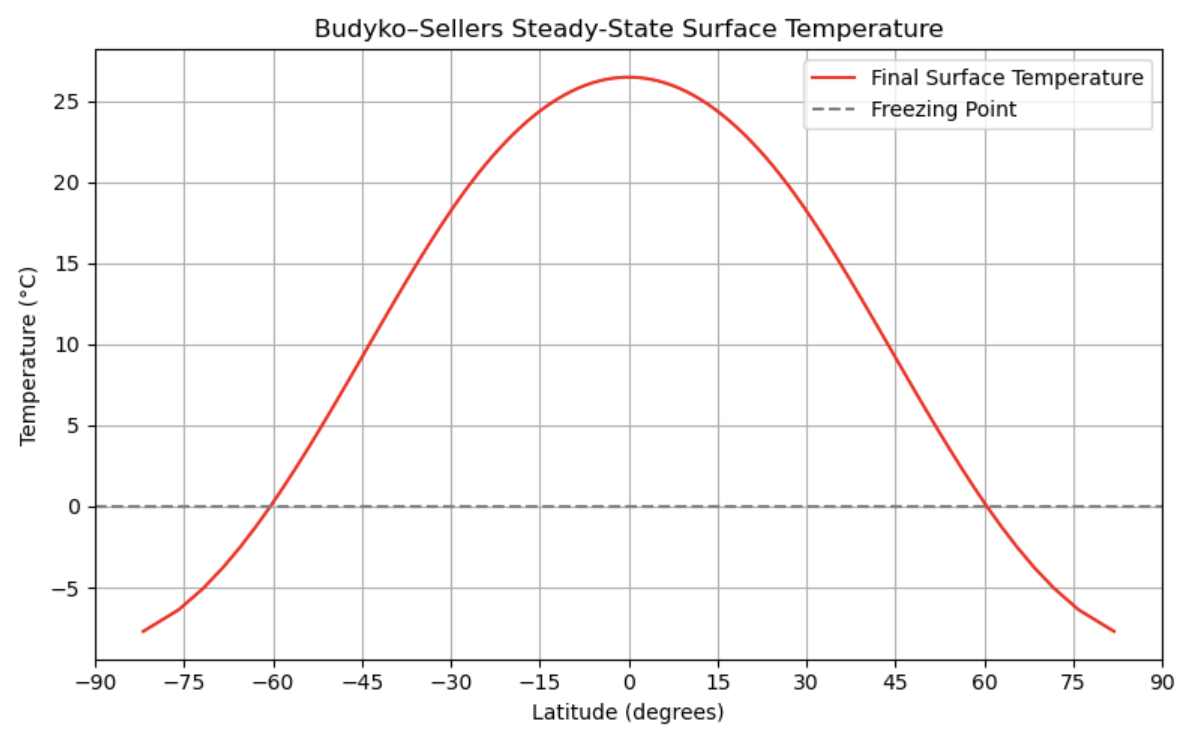 Budyko–Sellers Steady-State Surface Temperature
Final Surface Temperature
Freezing Point
Temperature (°C)
25
20
15
10
5
0
−5
−90 −75 −60 −45 −30 −15 0 15 30 45 60 75 90
Latitude (degrees)